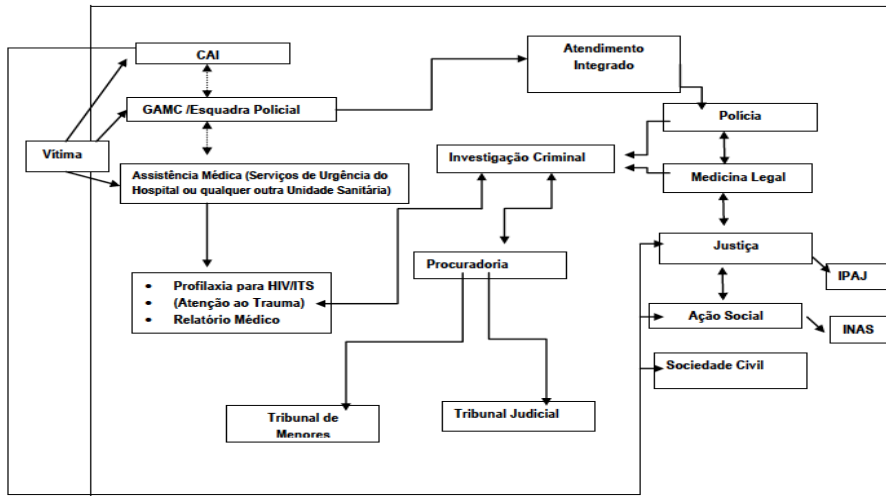 CAI
Atendimento
Integrado
GAMC /Esquadra Policial
Polícia
Vitima
Investigação Criminal
Assistência Médica (Serviços de Urgência do
Hospital ou qualquer outra Unidade Sanitária)
Medicina Legal
Justiça
Procuradoria
IPAJ
• Profilaxia para HIV/ITS
• (Atenção ao Trauma)
• Relatório Médico
Ação Social
INAS
Sociedade Civil
Tribunal de
Menores
Tribunal Judicial